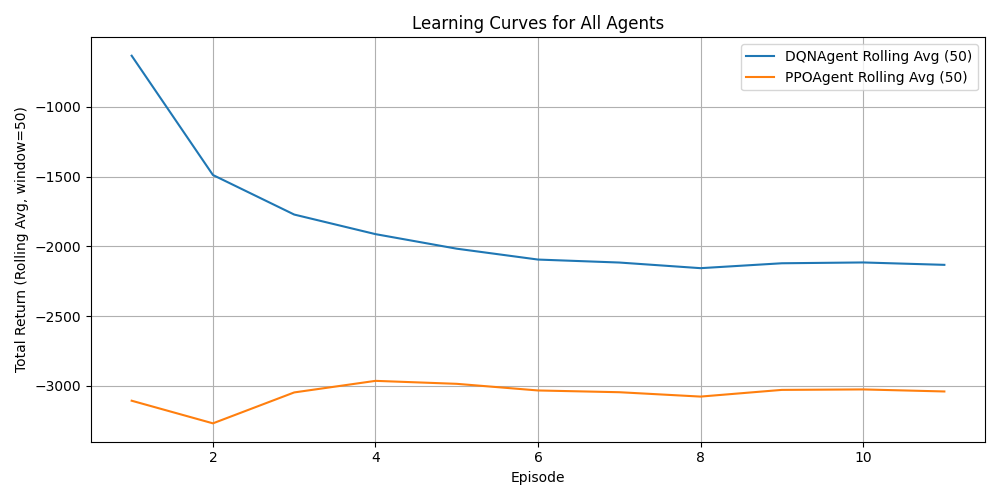 Learning Curves for All Agents
DQNAgent Rolling Avg (50)
PPOAgent Rolling Avg (50)
Total Return (Rolling Avg, window=50)
−1000
−1500
−2000
−2500
−3000
2
4
6
8
10
Episode